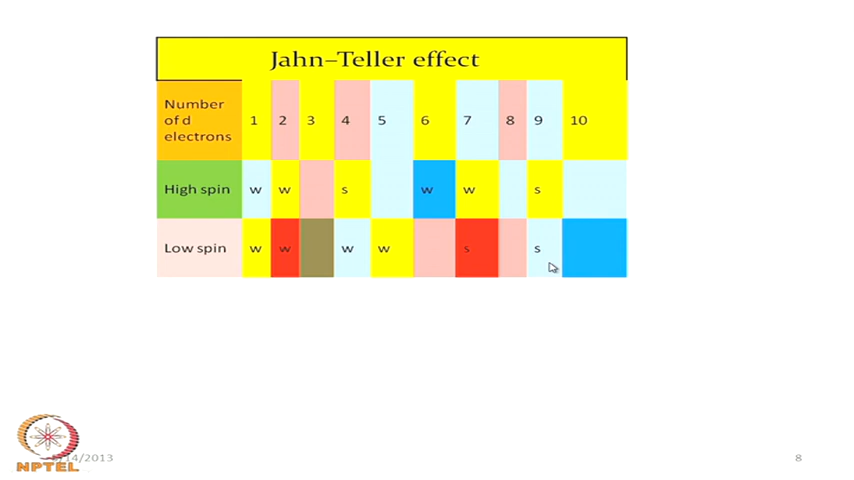 Jahn–Teller effect
Number of d electrons 1 2 3 4 5 6 7 8 9 10
High spin w w s w w s
Low spin w w w w s s
/14/2013
NPTEL
8